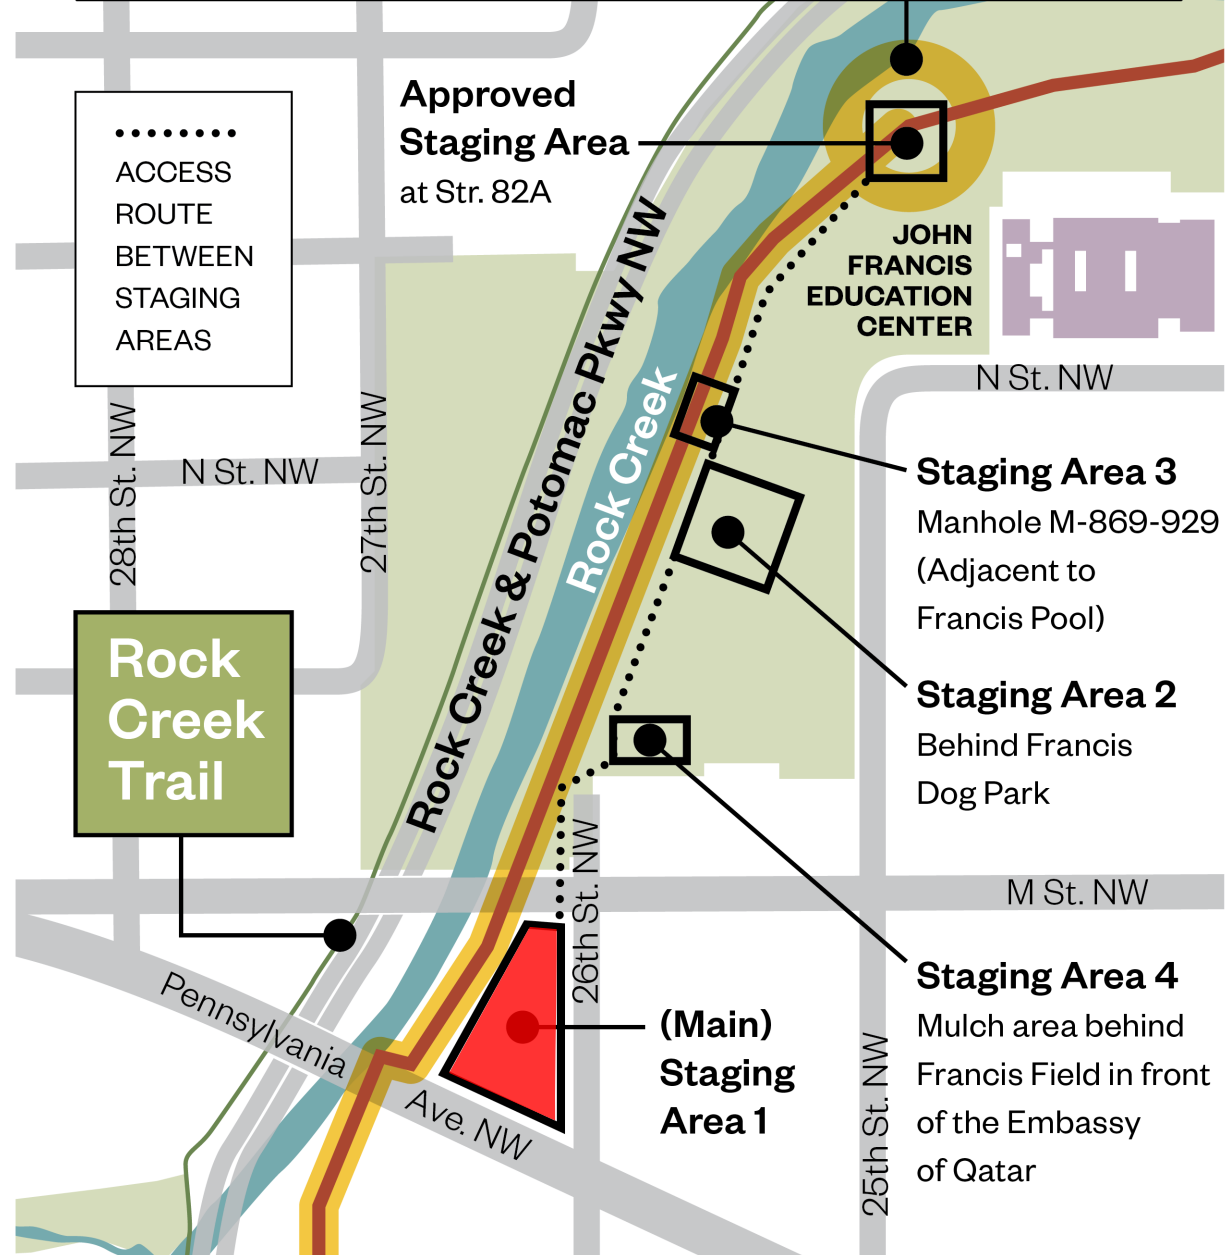 Approved
Staging Area
at Str. 82A
ACCESS
ROUTE
BETWEEN
STAGING
AREAS
JOHN
FRANCIS
EDUCATION
CENTER
Rock Creek & Potomac Pkwy NW
Rock Creek
N St. NW
N St. NW
28th St. NW
27th St. NW
Staging Area 3
Manhole M-869-929
(Adjacent to
Francis Pool)
Rock
Creek
Trail
Staging Area 2
Behind Francis
Dog Park
M St. NW
26th St. NW
Pennsylvania
Ave. NW
(Main)
Staging
Area 1
25th St. NW
Staging Area 4
Mulch area behind
Francis Field in front
of the Embassy
of Qatar